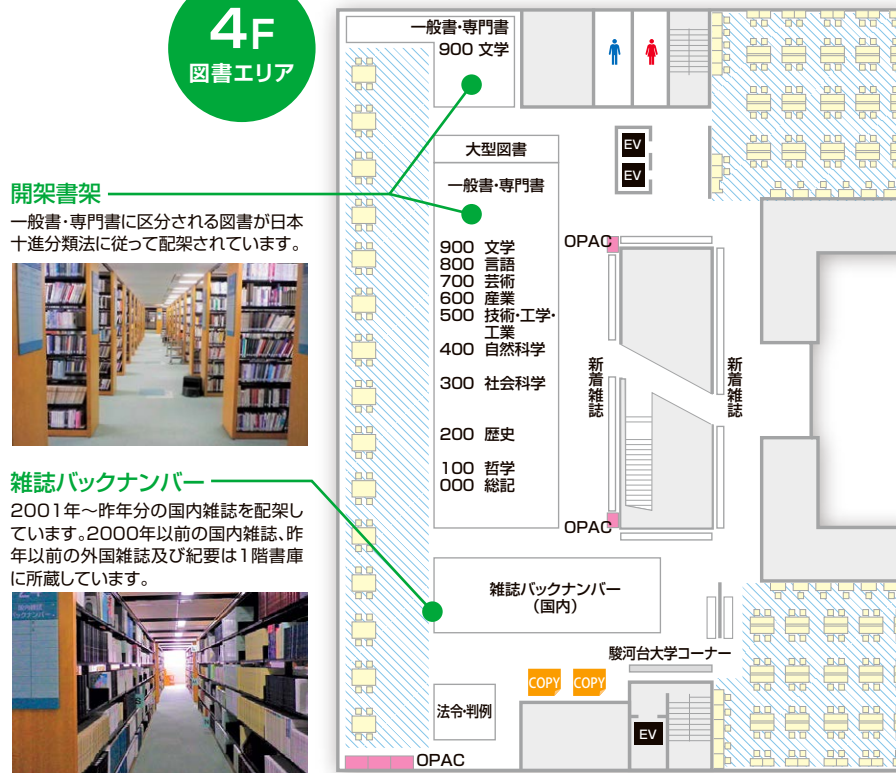 4F
図書エリア
開架書架
一般書・専門書に区分される図書が日本
十進分類法に従って配架されています。
雑誌バックナンバー
2001年～昨年分の国内雑誌を配架し
ています。2000年以前の国内雑誌、昨
年以前の外国雑誌及び紀要は1階書庫
に所蔵しています。
国内雑誌
バックナンバー
一般書・専門書
900 文学
大型図書
一般書・専門書
900 文学
800 言語
700 芸術
600 産業
500 技術・工学・
工業
400 自然科学
300 社会科学
200 歴史
100 哲学
000 総記
EV
EV
OPAC
新着雑誌
新着雑誌
OPAC
雑誌バックナンバー
（国内）
駿河台大学コーナー
COPY
COPY
法令・判例
EV
OPAC